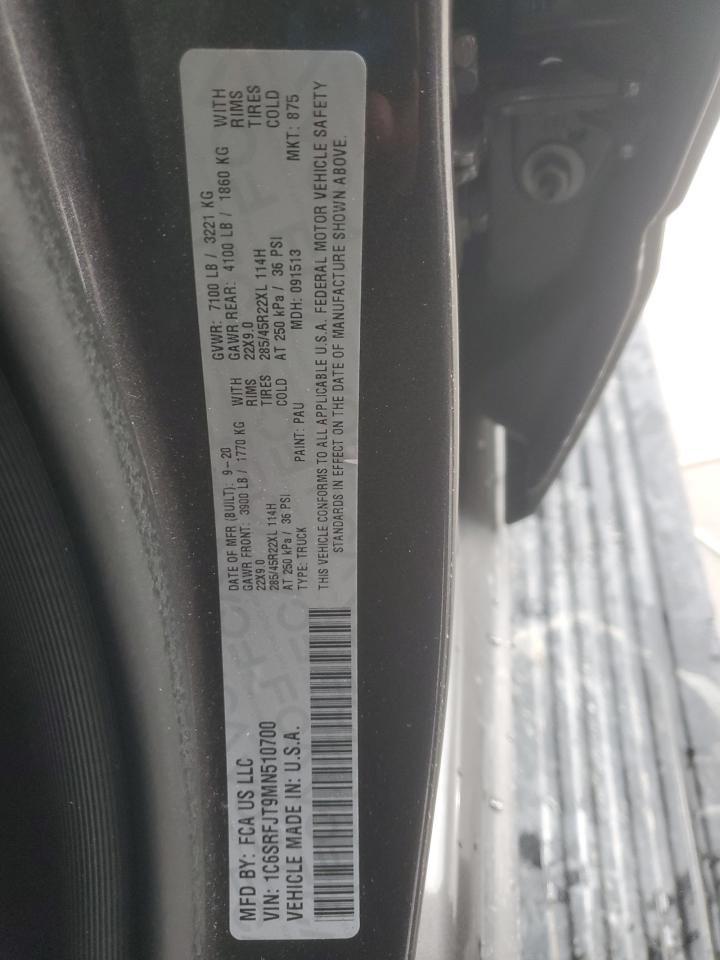 MFD BY: FCA US LLC
VIN: 1C6SRFJT9MN510700
VEHICLE MADE IN: U.S.A.
DATE OF MFR (BUILT): 9-20 GVWR: 7100 LB / 3221 KG
GAWR FRONT: 3900 LB / 1770 KG WITH GAWR REAR: 4100 LB / 1860 KG WITH
22X9.0 RIMS 22X9.0 RIMS
285/45R22XL 114H TIRES 285/45R22XL 114H TIRES
AT 250 kPa / 36 PSI COLD AT 250 kPa / 36 PSI COLD
TYPE: TRUCK PAINT: PAU MDH: 091513 MKT: 875
THIS VEHICLE CONFORMS TO ALL APPLICABLE U.S.A. FEDERAL MOTOR VEHICLE SAFETY
STANDARDS IN EFFECT ON THE DATE OF MANUFACTURE SHOWN ABOVE.